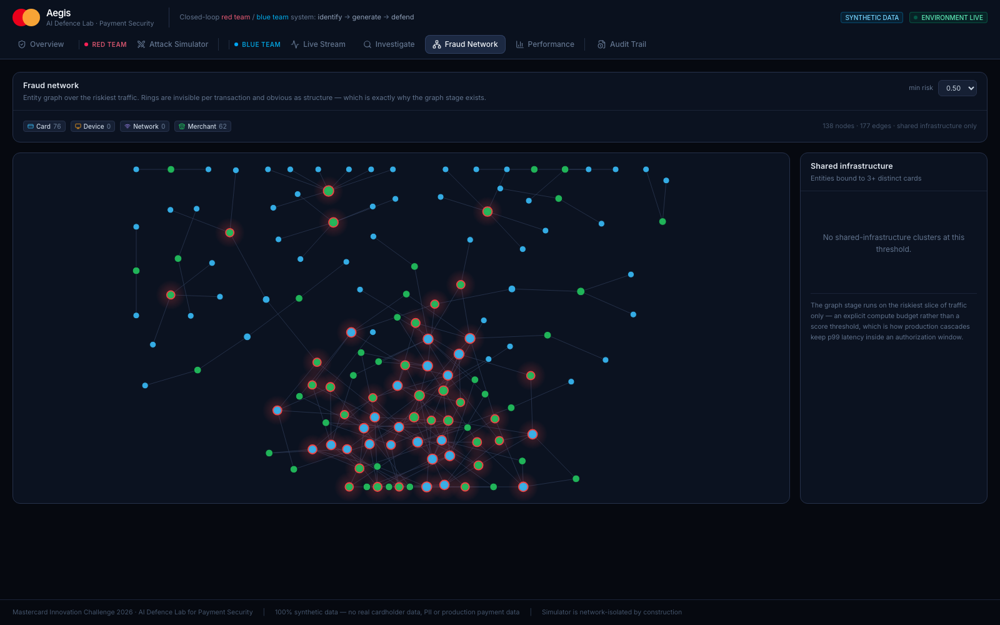 Aegis
AI Defence Lab · Payment Security
Closed-loop red team / blue team system: identify → generate → defend
SYNTHETIC DATA
ENVIRONMENT LIVE
Overview
RED TEAM
Attack Simulator
BLUE TEAM
Live Stream
Investigate
Fraud Network
Performance
Audit Trail
Fraud network
Entity graph over the riskiest traffic. Rings are invisible per transaction and obvious as structure — which is exactly why the graph stage exists.
min risk
0.50
Card 76
Device 0
Network 0
Merchant 62
138 nodes · 177 edges · shared infrastructure only
Shared infrastructure
Entities bound to 3+ distinct cards
No shared-infrastructure clusters at this
threshold.
The graph stage runs on the riskiest slice of traffic
only — an explicit compute budget rather than a
score threshold, which is how production cascades
keep p99 latency inside an authorization window.
Mastercard Innovation Challenge 2026 · AI Defence Lab for Payment Security
100% synthetic data — no real cardholder data, PII or production payment data
Simulator is network-isolated by construction